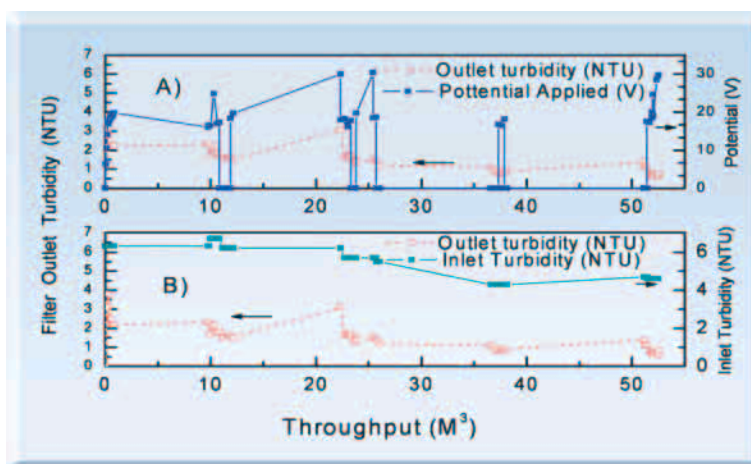 A)
Outlet turbidity (NTU)
Pottential Applied (V)
7
6
5
4
3
2
1
0
30
20
10
0
Potential (V)
0 10 20 30 40 50
Filter Outlet Turbidity (NTU)
B)
Outlet turbidity (NTU)
Inlet Turbidity (NTU)
7
6
5
4
3
2
1
0
6
4
2
0
Inlet Turbidity (NTU)
0 10 20 30 40 50
Throughput (M³)